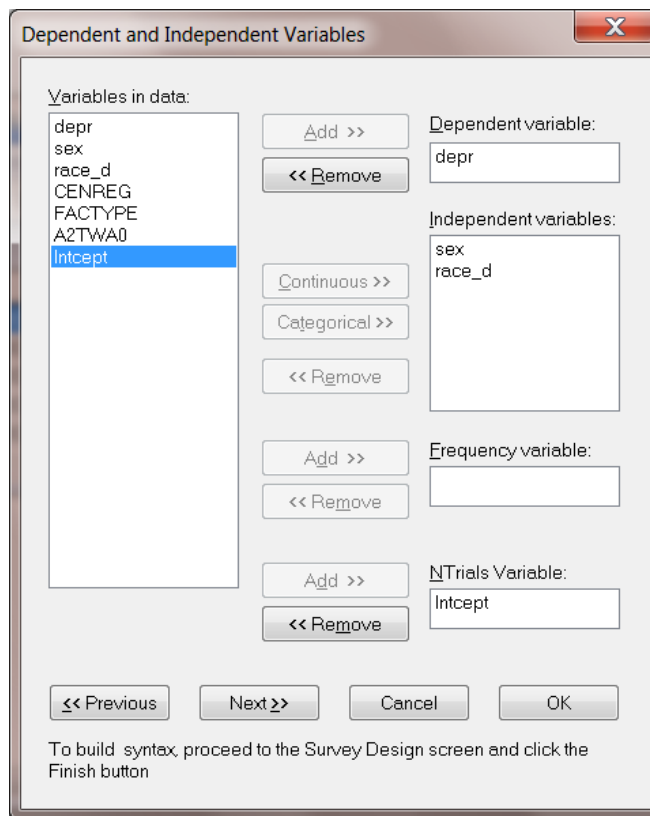 Dependent and Independent Variables
X
Variables in data:
depr
sex
race_d
CENREG
FACTYPE
A2TWA0
Intcept
Add >>
<< Remove
Dependent variable:
depr
Continuous >>
Categorical >>
<< Remove
Independent variables:
sex
race_d
Add >>
<< Remove
Frequency variable:
Add >>
<< Remove
NTrials Variable:
Intcept
<< Previous
Next >>
Cancel
OK
To build syntax, proceed to the Survey Design screen and click the
Finish button